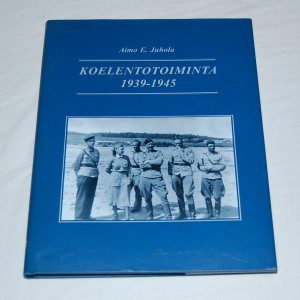 Aimo E. Juhola
KOELENTOTOIMINTA
1939-1945